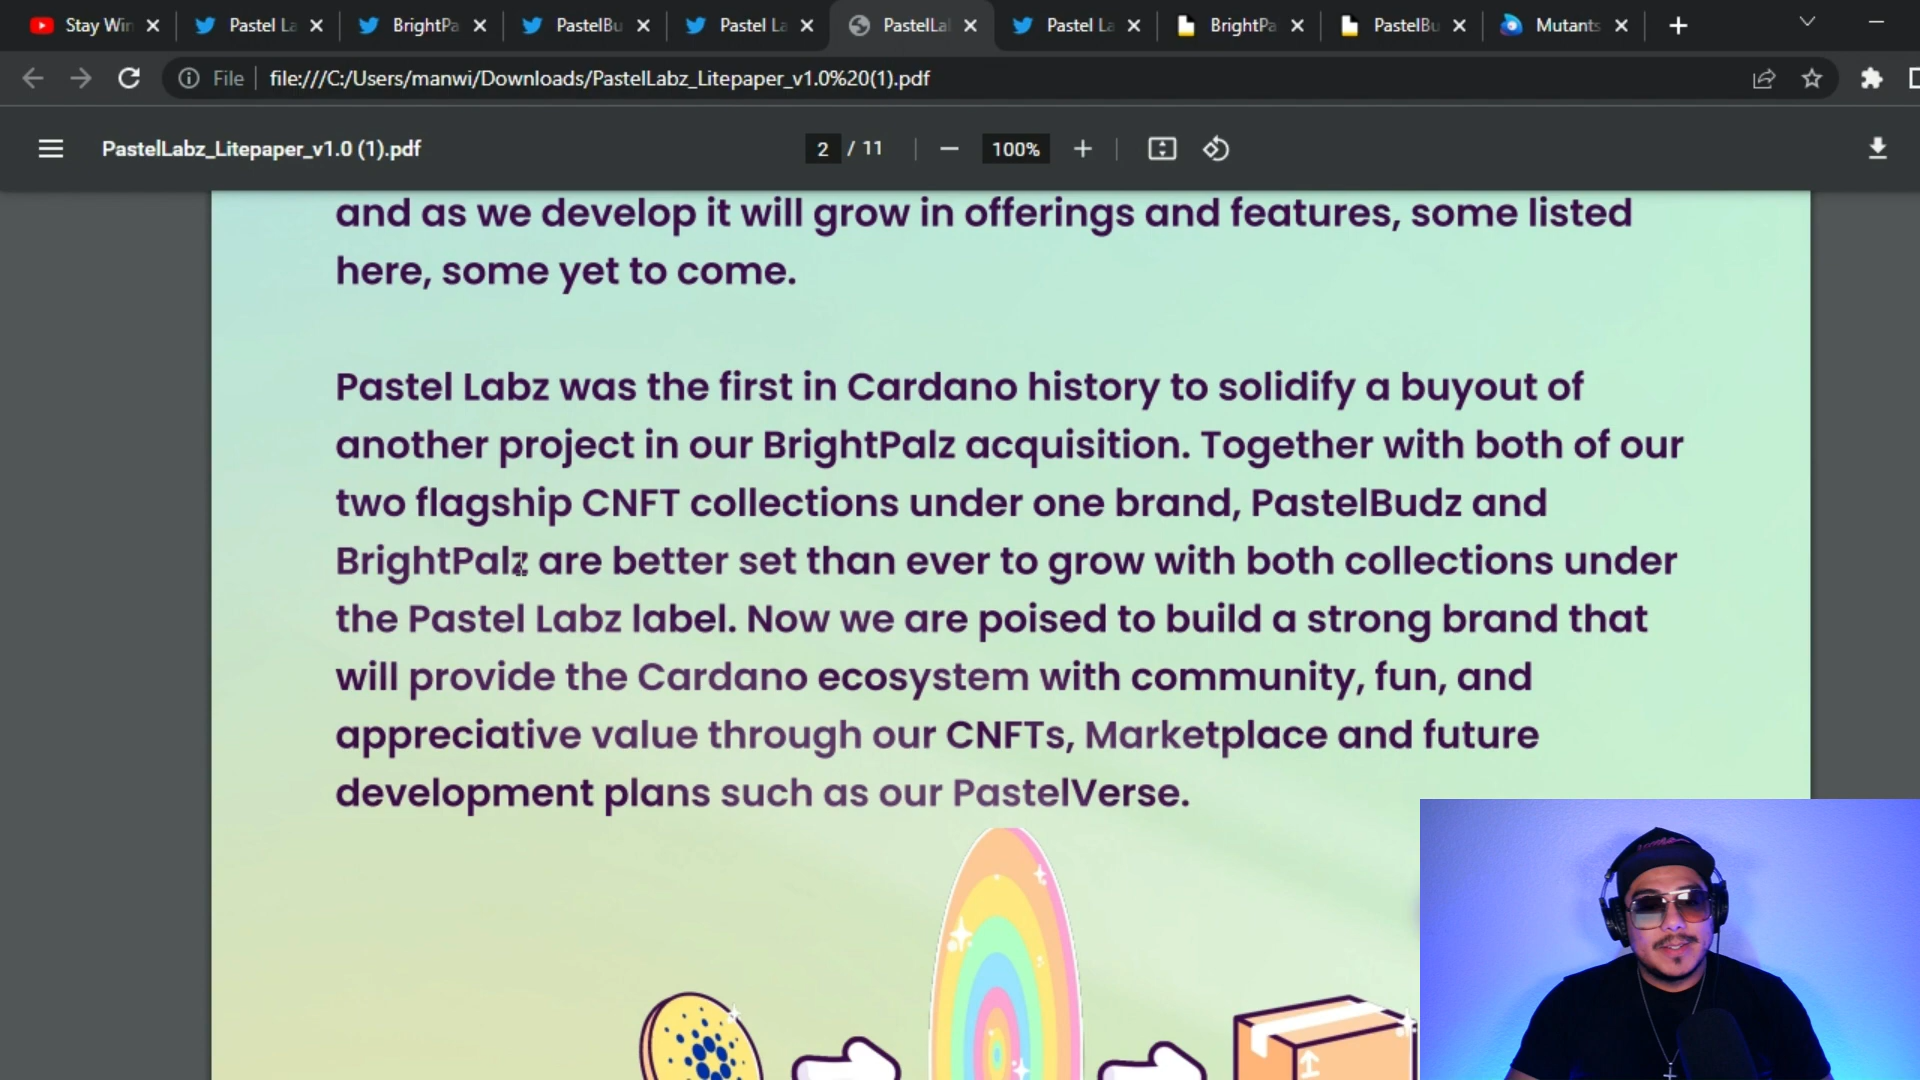 Stay Win
Pastel La
BrightPa
PastelBu
Pastel La
PastelLa
Pastel La
BrightPa
PastelBu
Mutants
File
file:///C:/Users/manwi/Downloads/PastelLabz_Litepaper_v1.0%20(1).pdf
PastelLabz_Litepaper_v1.0 (1).pdf
2 / 11
100%
and as we develop it will grow in offerings and features, some listed
here, some yet to come.
Pastel Labz was the first in Cardano history to solidify a buyout of
another project in our BrightPalz acquisition. Together with both of our
two flagship CNFT collections under one brand, PastelBudz and
BrightPalz are better set than ever to grow with both collections under
the Pastel Labz label. Now we are poised to build a strong brand that
will provide the Cardano ecosystem with community, fun, and
appreciative value through our CNFTs, Marketplace and future
development plans such as our PastelVerse.